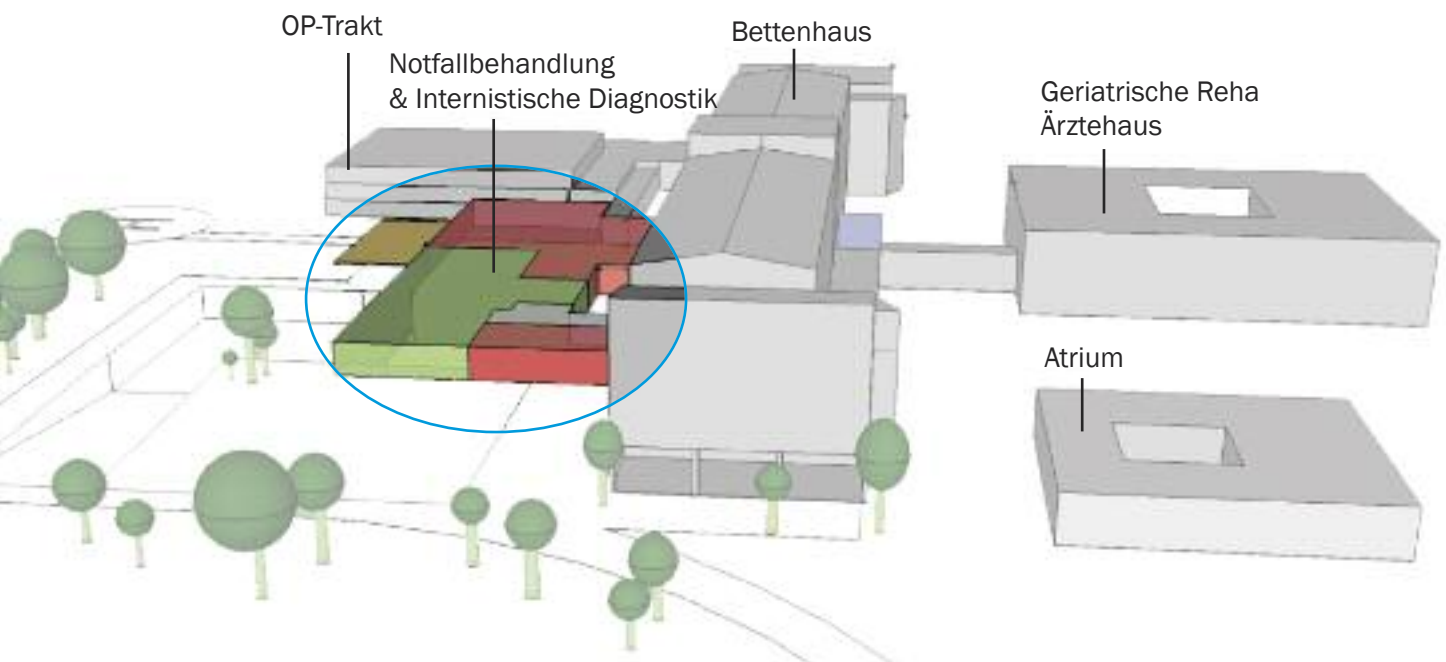 OP-Trakt
Notfallbehandlung
& Internistische Diagnostik
Bettenhaus
Geriatrische Reha
Ärztehaus
Atrium